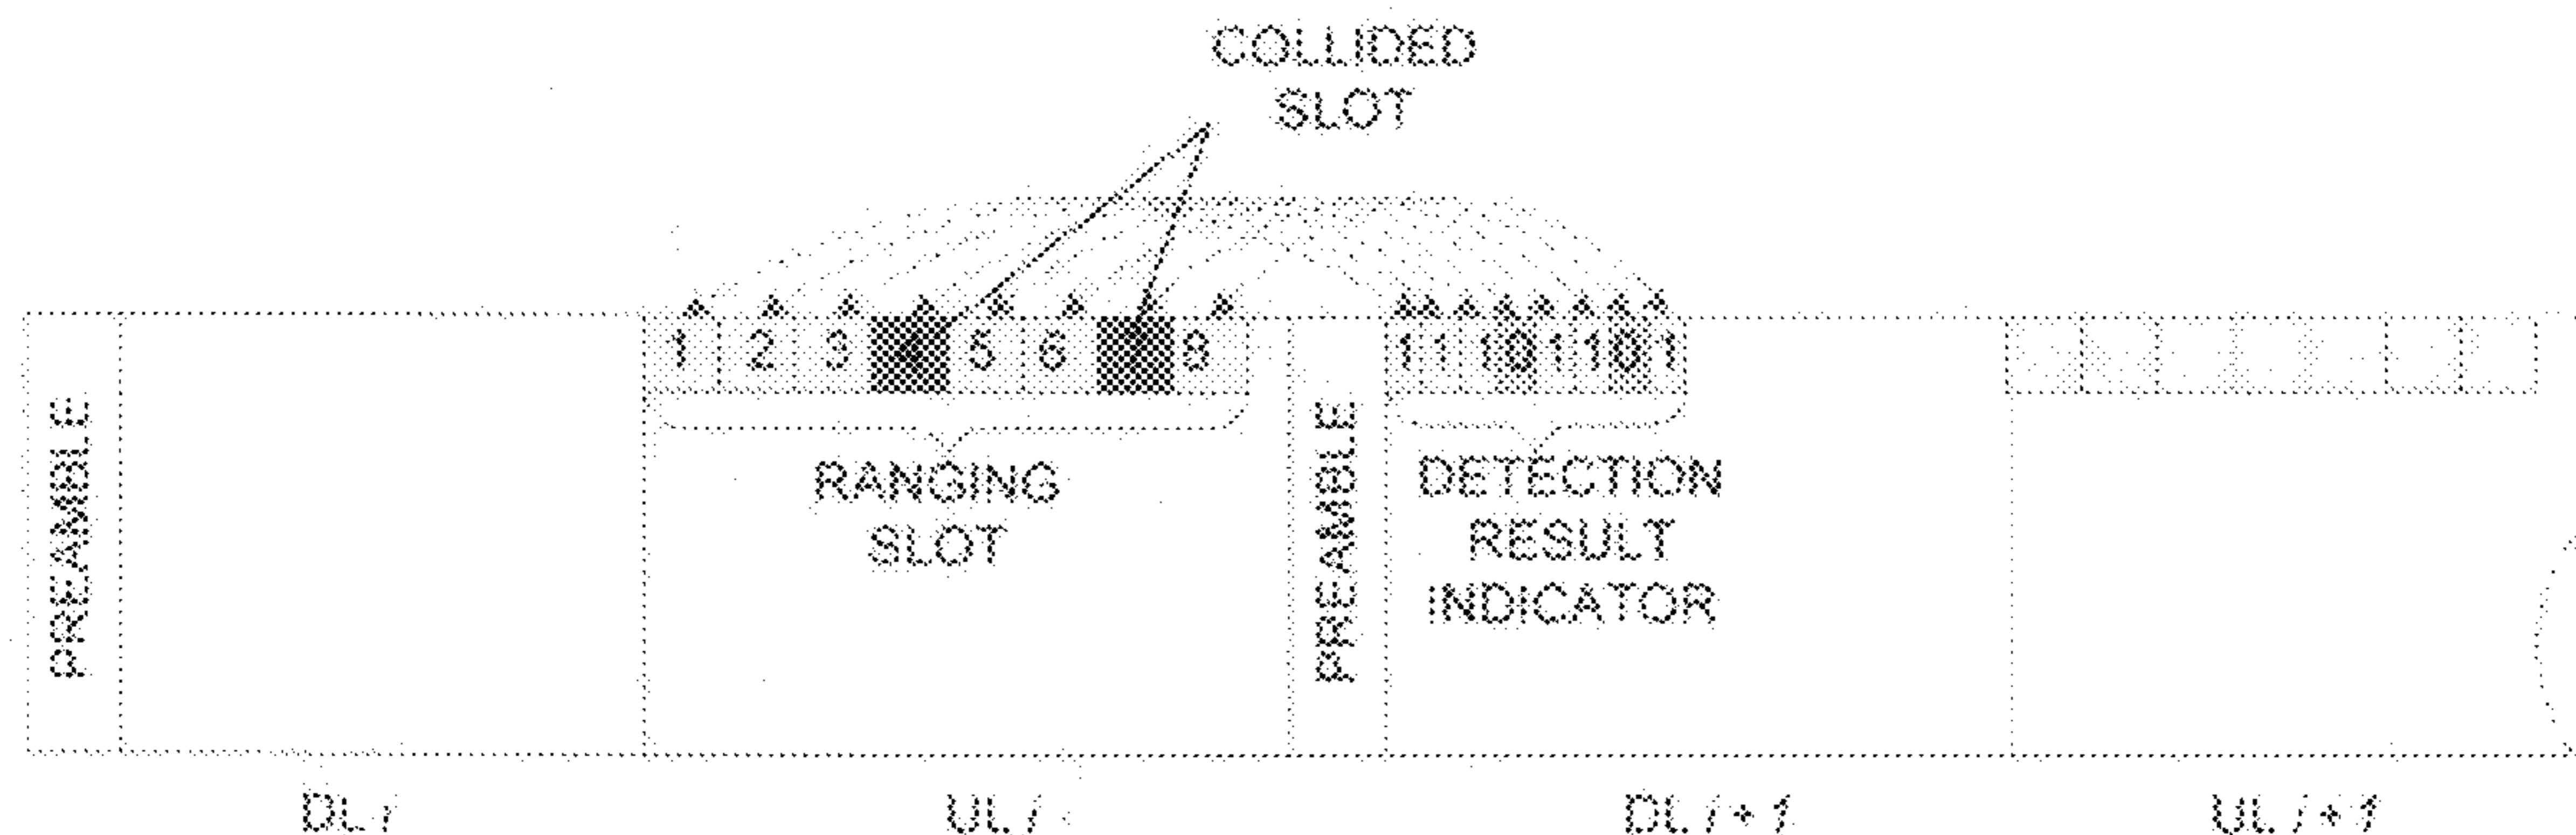 COLLIDED
SLOT
1 2 3 4 5 6 8
1 1 1 0 1 1 0 1
PREAMBLE
PREAMBLE
RANGING
SLOT
DETECTION
RESULT
INDICATOR
DL i
UL i
DL i + 1
UL i + 1